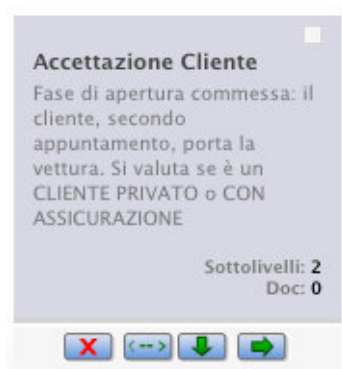 Accettazione Cliente
Fase di apertura commessa: il
cliente, secondo
appuntamento, porta la
vettura. Si valuta se è un
CLIENTE PRIVATO o CON
ASSICURAZIONE
Sottolivelli: 2
Doc: 0